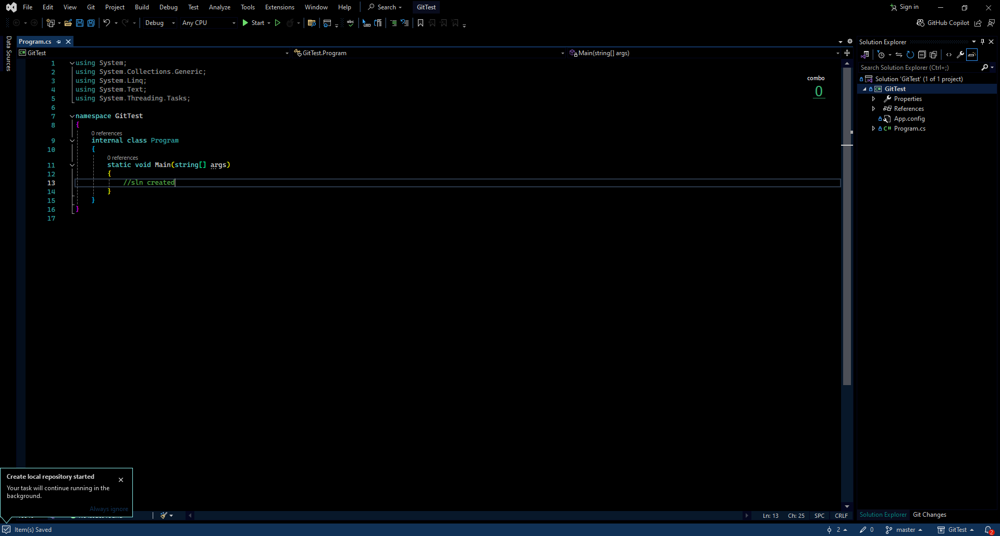 File Edit View Git Project Build Debug Test Analyze Tools Extensions Window Help Search GitTest Sign in
Debug Any CPU Start abc GitHub Copilot
Data Sources
Program.cs
GitTest GitTest.Program Main(string[] args)
1 using System;
2 using System.Collections.Generic;
3 using System.Linq;
4 using System.Text;
5 using System.Threading.Tasks;
6
7 namespace GitTest
8 {
0 references
9 internal class Program
10 {
0 references
11 static void Main(string[] args)
12 {
13 //sln created
14 }
15 }
16 }
17
combo
0
Solution Explorer
Search Solution Explorer (Ctrl+;)
Solution 'GitTest' (1 of 1 project)
C# GitTest
Properties
References
App.config
C# Program.cs
Create local repository started
Your task will continue running in the
background.
Always ignore
Ln: 13 Ch: 25 SPC CRLF
Solution Explorer Git Changes
Item(s) Saved
2 0 master GitTest 2